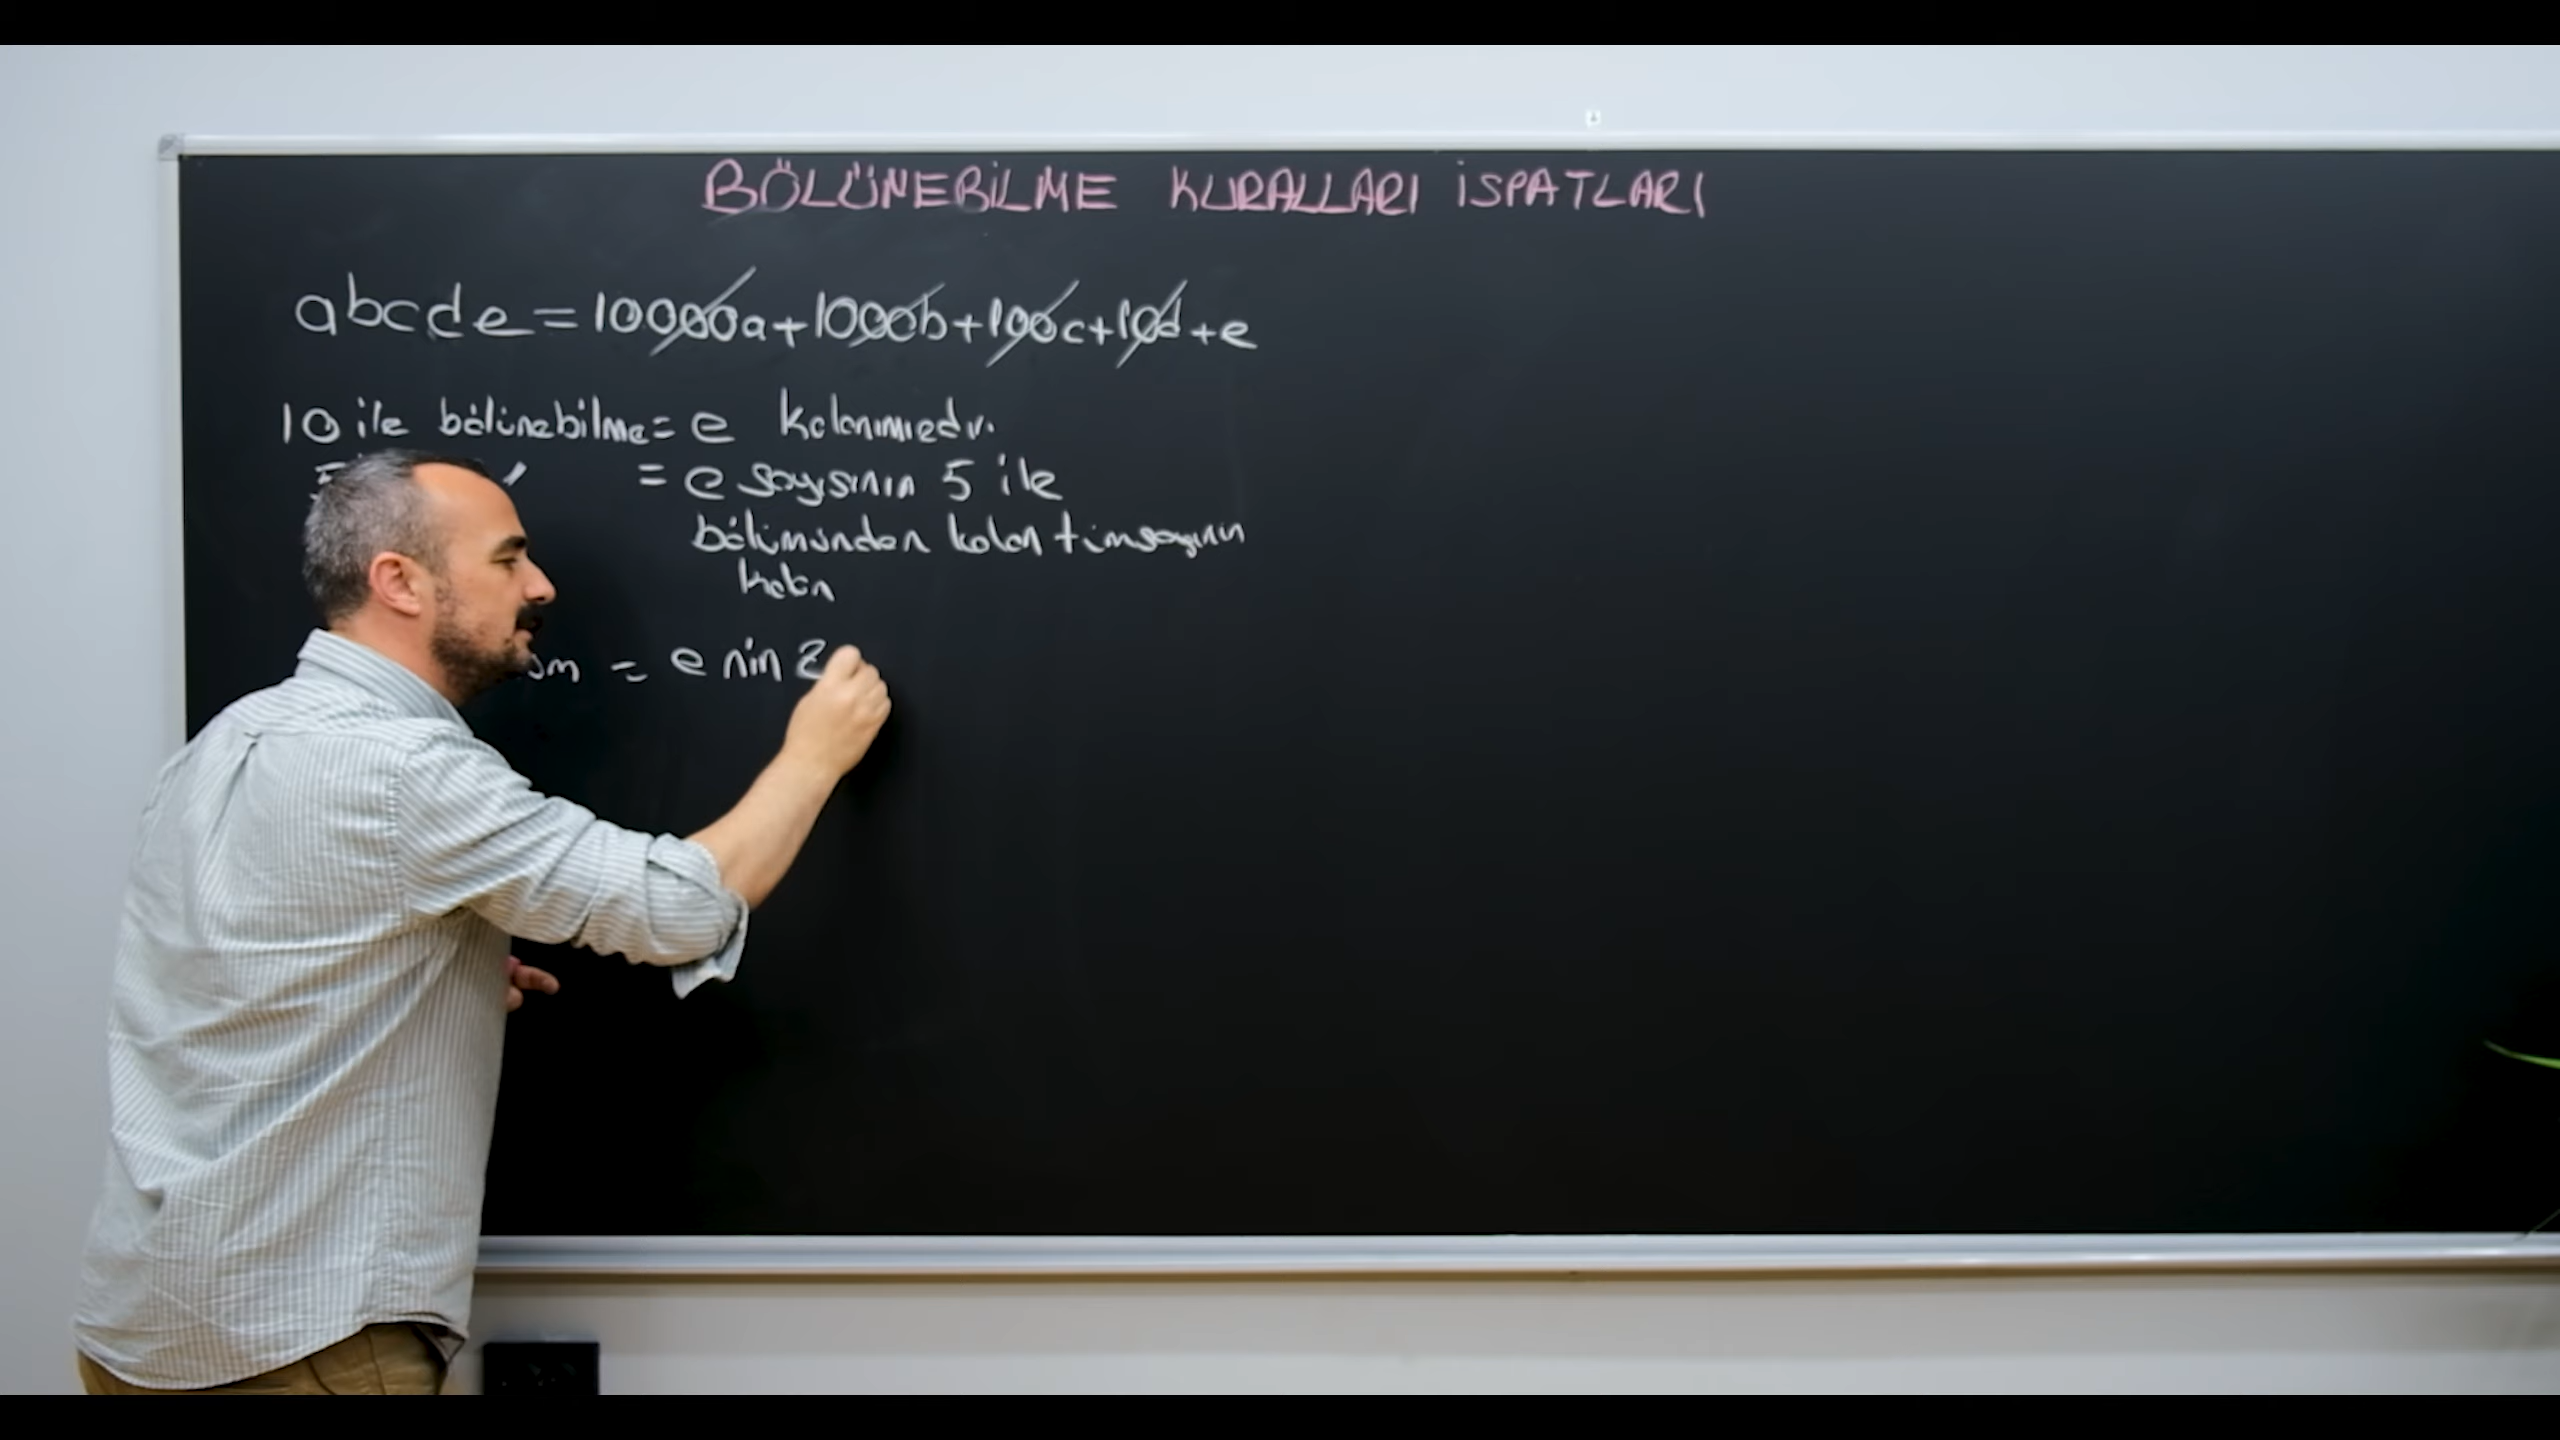 BÖLÜNEBİLME KURALLARI İSPATLARI
abcde = 10000a + 1000b + 100c + 10d + e
10 ile bölünebilme = e kalanımızdır.
= e sayısının 5 ile
bölümünden kalan tüm sayının
kalan
= e nin 2